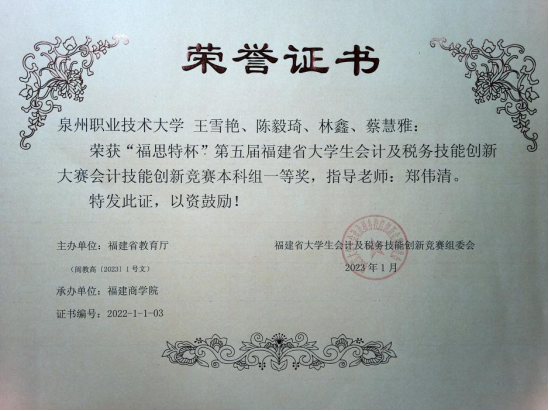 荣誉证书
泉州职业技术大学 王雪艳、陈毅琦、林鑫、蔡慧雅：
荣获“福思特杯”第五届福建省大学生会计及税务技能创新
大赛会计技能创新竞赛本科组一等奖，指导老师：郑伟清。
特发此证，以资鼓励！
主办单位：福建省教育厅
福建省大学生会计及税务技能创新竞赛组委会
（闽教高〔2023〕1号文）
2023年1月
承办单位：福建商学院
证书编号：2022-1-1-03